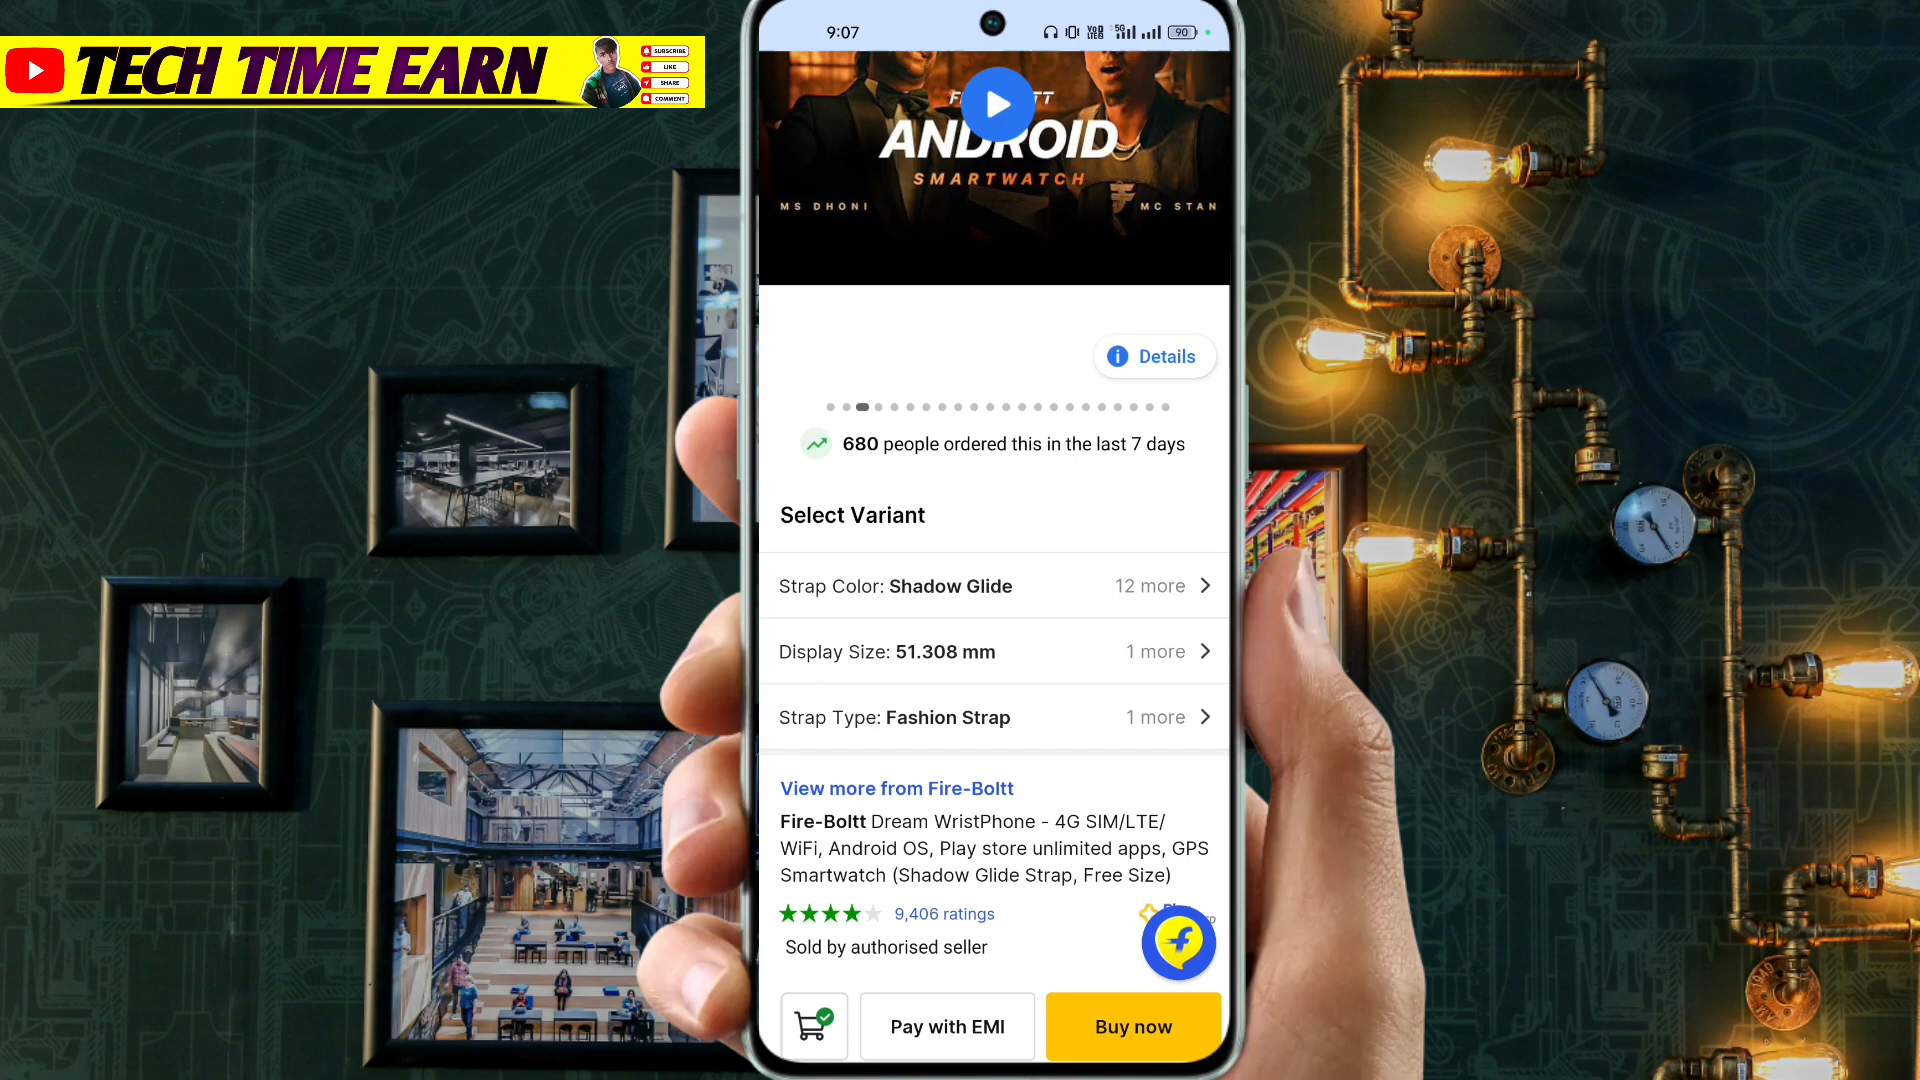 TECH TIME EARN
SUBSCRIBE
LIKE
SHARE
COMMENT
9:07
5G
90
ANDROID
SMARTWATCH
MS DHONI
MC STAN
Details
680 people ordered this in the last 7 days
Select Variant
Strap Color: Shadow Glide
12 more
Display Size: 51.308 mm
1 more
Strap Type: Fashion Strap
1 more
View more from Fire-Boltt
Fire-Boltt Dream WristPhone - 4G SIM/LTE/
WiFi, Android OS, Play store unlimited apps, GPS
Smartwatch (Shadow Glide Strap, Free Size)
9,406 ratings
Sold by authorised seller
Pay with EMI
Buy now